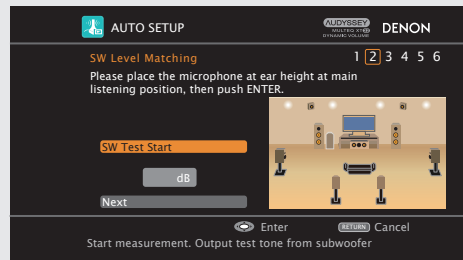 AUTO SETUP
AUDYSSEY
MULTEQ XT32
DYNAMIC VOLUME
DENON
SW Level Matching
1 2 3 4 5 6
Please place the microphone at ear height at main
listening position, then push ENTER.
SW Test Start
dB
Next
Enter
RETURN Cancel
Start measurement. Output test tone from subwoofer